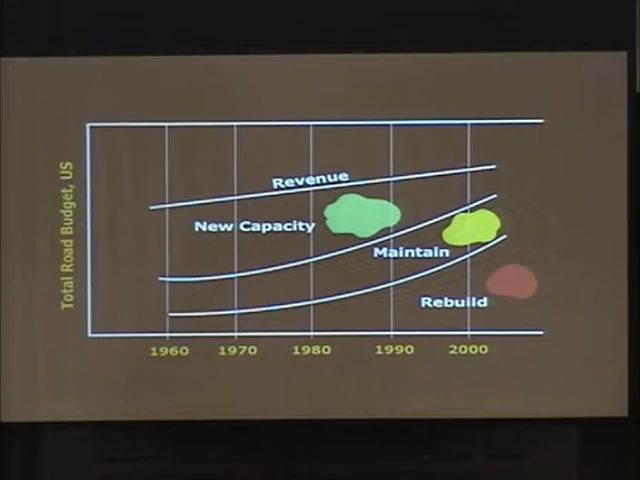 Total Road Budget, US
Revenue
New Capacity
Maintain
Rebuild
1960 1970 1980 1990 2000